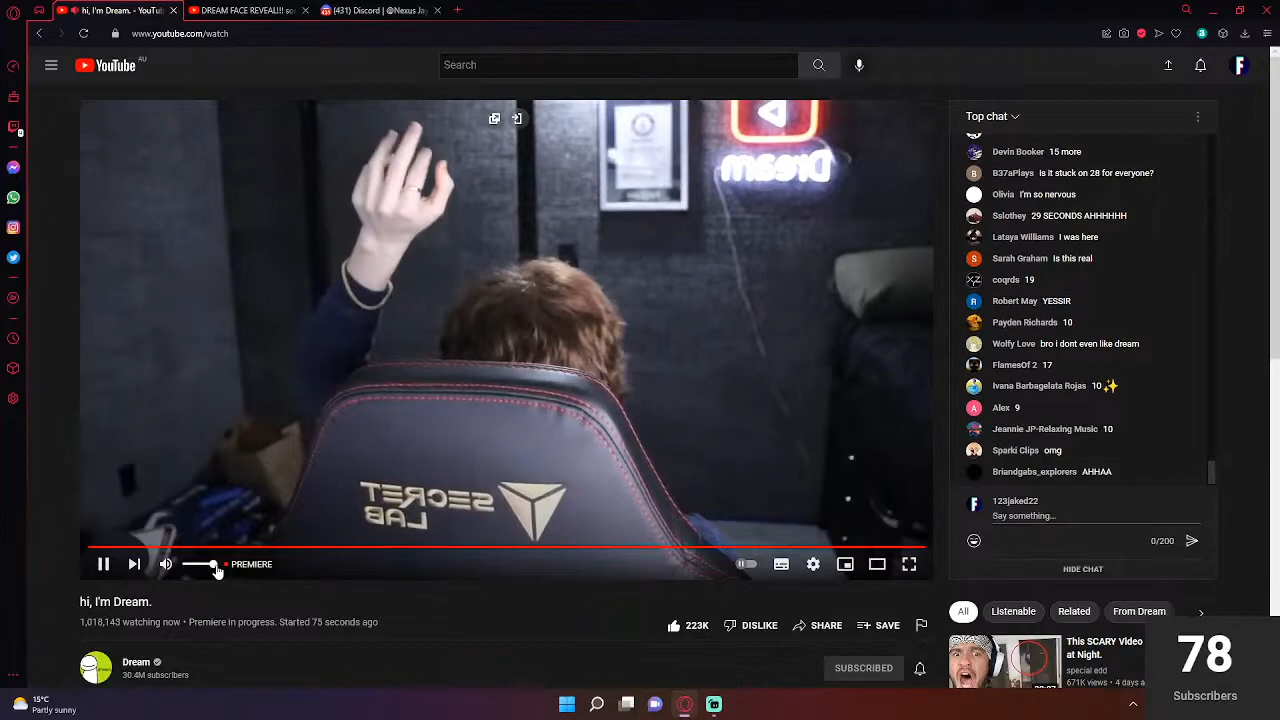 hi, I'm Dream. - YouTub
DREAM FACE REVEAL!!! so
(431) Discord | @Nexus Jay
www.youtube.com/watch
YouTube AU
Search
Dream
SECRET
LAB
PREMIERE
hi, I'm Dream.
1,018,143 watching now • Premiere in progress. Started 75 seconds ago
223K
DISLIKE
SHARE
SAVE
Dream
30.4M subscribers
SUBSCRIBED
Top chat
Devin Booker 15 more
B37aPlays Is it stuck on 28 for everyone?
Olivia I'm so nervous
Sslothey 29 SECONDS AHHHHHH
Lataya Williams I was here
Sarah Graham Is this real
coqrds 19
Robert May YESSIR
Payden Richards 10
Wolfy Love bro i dont even like dream
FlamesOf 2 17
Ivana Barbagelata Rojas 10✨
Alex 9
Jeannie JP-Relaxing Music 10
Sparki Clips omg
Briandgabs_explorers AHHAA
123jaked22
Say something...
0/200
HIDE CHAT
All
Listenable
Related
From Dream
This SCARY Video
at Night.
special edd
671K views • 4 days a
78
Subscribers
15°C
Partly sunny